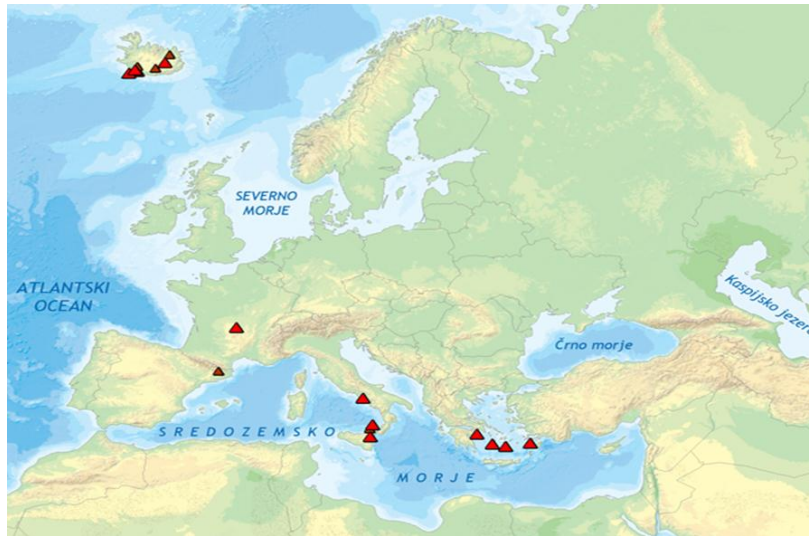 SEVERNO
MORJE
ATLANTSKI
OCEAN
Kaspijsko jezero
Črno morje
SREDOZEMSKO
MORJE